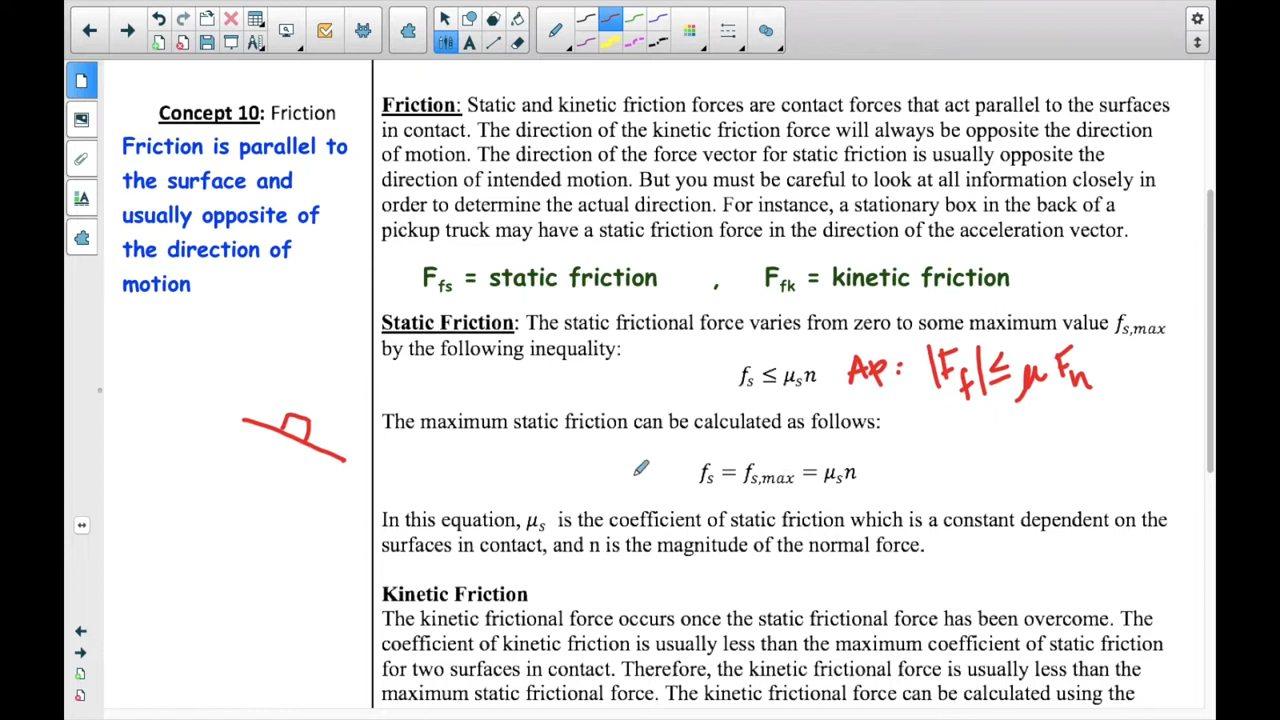 Concept 10: Friction
Friction is parallel to
the surface and
usually opposite of
the direction of
motion
Friction: Static and kinetic friction forces are contact forces that act parallel to the surfaces
in contact. The direction of the kinetic friction force will always be opposite the direction
of motion. The direction of the force vector for static friction is usually opposite the
direction of intended motion. But you must be careful to look at all information closely in
order to determine the actual direction. For instance, a stationary box in the back of a
pickup truck may have a static friction force in the direction of the acceleration vector.
F_fs = static friction , F_fk = kinetic friction
Static Friction: The static frictional force varies from zero to some maximum value f_s,max
by the following inequality:
f_s ≤ μ_s n AP: |F_f| ≤ μ F_n
The maximum static friction can be calculated as follows:
f_s = f_s,max = μ_s n
In this equation, μ_s is the coefficient of static friction which is a constant dependent on the
surfaces in contact, and n is the magnitude of the normal force.
Kinetic Friction
The kinetic frictional force occurs once the static frictional force has been overcome. The
coefficient of kinetic friction is usually less than the maximum coefficient of static friction
for two surfaces in contact. Therefore, the kinetic frictional force is usually less than the
maximum static frictional force. The kinetic frictional force can be calculated using the